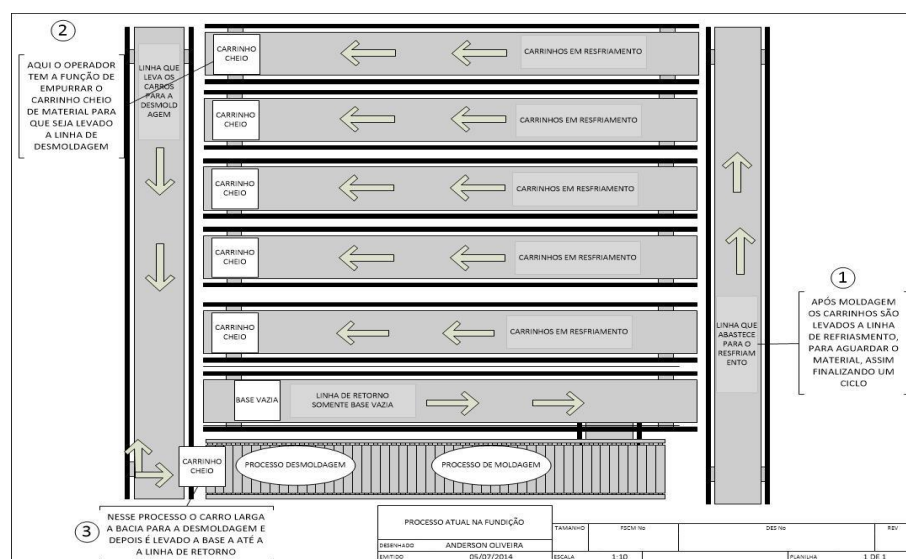 2
AQUI O OPERADOR
TEM A FUNÇÃO DE
EMPURRAR O
CARRINHO CHEIO
DE MATERIAL PARA
QUE SEJA LEVADO
A LINHA DE
DESMOLDAGEM
LINHA QUE
LEVA OS
CARROS
PARA A
DESMOLD
AGEM
CARRINHO
CHEIO
CARRINHOS EM RESFRIAMENTO
CARRINHO
CHEIO
CARRINHOS EM RESFRIAMENTO
CARRINHO
CHEIO
CARRINHOS EM RESFRIAMENTO
CARRINHO
CHEIO
CARRINHOS EM RESFRIAMENTO
CARRINHO
CHEIO
CARRINHOS EM RESFRIAMENTO
BASE VAZIA
LINHA DE RETORNO
SOMENTE BASE VAZIA
CARRINHO
CHEIO
PROCESSO DESMOLDAGEM
PROCESSO DE MOLDAGEM
LINHA QUE
ABASTECE
PARA O
RESFRIAM
ENTO
1
APÓS MOLDAGEM
OS CARRINHOS SÃO
LEVADOS A LINHA
DE REFRIASMENTO,
PARA AGUARDAR O
MATERIAL, ASSIM
FINALIZANDO UM
CICLO
3
NESSE PROCESSO O CARRO LARGA
A BACIA PARA A DESMOLDAGEM E
DEPOIS É LEVADO A BASE A ATÉ A
A LINHA DE RETORNO
PROCESSO ATUAL NA FUNDIÇÃO
DESENHADO ANDERSON OLIVEIRA
EMITIDO 05/07/2014
TAMANHO FSCM No DES No REV
ESCALA 1:10 PLANILHA 1 DE 1